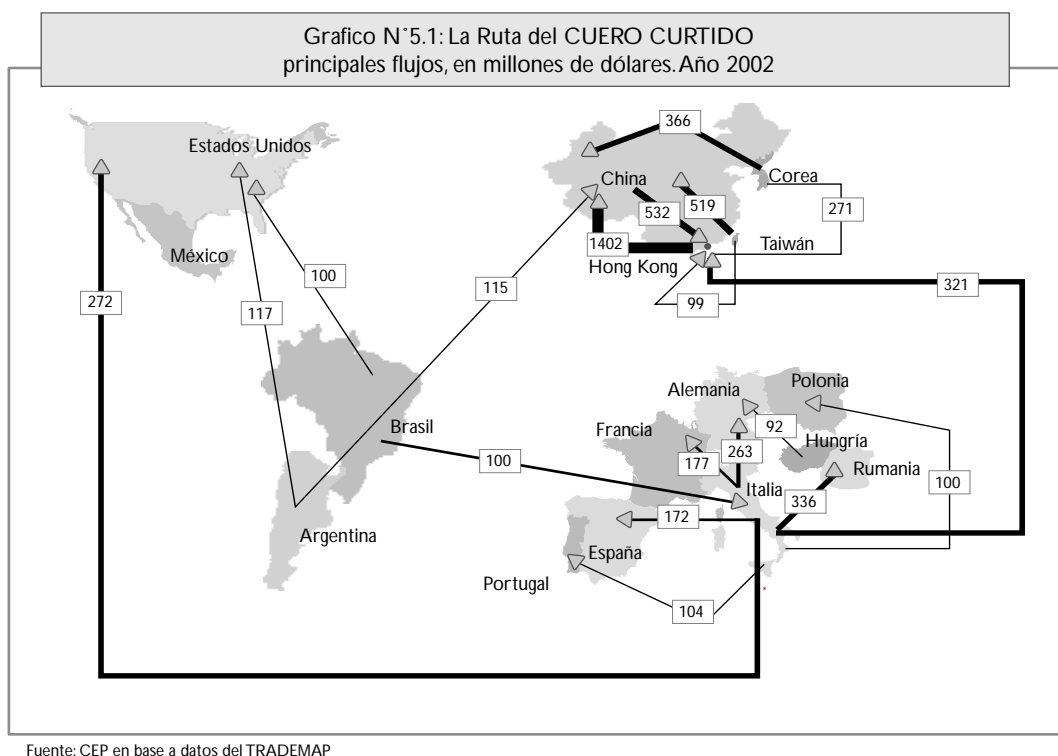 Grafico N°5.1: La Ruta del CUERO CURTIDO
principales flujos, en millones de dólares. Año 2002
366
Estados Unidos
China
Corea
532
519
271
México
1402
Taiwán
Hong Kong
100
115
272
99
321
117
Alemania
Polonia
Brasil
Francia
92
Hungría
177
263
Rumania
100
Italia
100
336
172
Argentina
España
Portugal
104
Fuente: CEP en base a datos del TRADEMAP